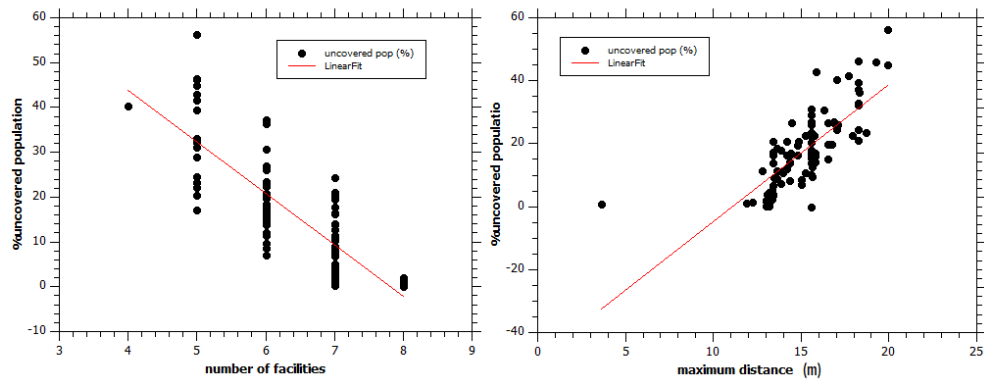 60
50
40
30
20
10
0
-10
%uncovered population
uncovered pop (%)
LinearFit
3 4 5 6 7 8 9
number of facilities
60
40
20
0
-20
-40
%uncovered populatio
uncovered pop (%)
LinearFit
0 5 10 15 20 25
maximum distance (m)